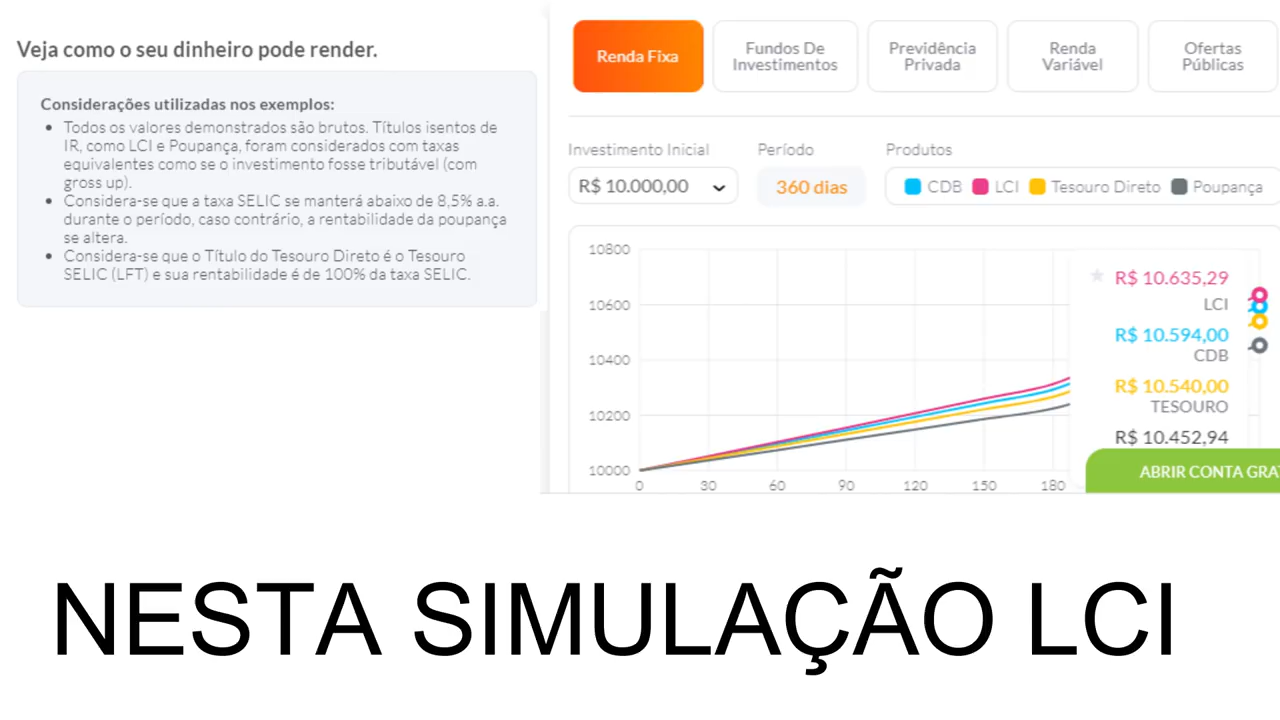 Veja como o seu dinheiro pode render.
Considerações utilizadas nos exemplos:
Todos os valores demonstrados são brutos. Títulos isentos de
IR, como LCI e Poupança, foram considerados com taxas
equivalentes como se o investimento fosse tributável (com
gross up).
Considera-se que a taxa SELIC se manterá abaixo de 8,5% a.a.
durante o período, caso contrário, a rentabilidade da poupança
se altera.
Considera-se que o Título do Tesouro Direto é o Tesouro
SELIC (LFT) e sua rentabilidade é de 100% da taxa SELIC.
Renda Fixa
Fundos De
Investimentos
Previdência
Privada
Renda
Variável
Ofertas
Públicas
Investimento Inicial
Período
Produtos
R$ 10.000,00
360 dias
CDB
LCI
Tesouro Direto
Poupança
10800
10600
10400
10200
10000
0 30 60 90 120 150 180
R$ 10.635,29
LCI
R$ 10.594,00
CDB
R$ 10.540,00
TESOURO
R$ 10.452,94
ABRIR CONTA
NESTA SIMULAÇÃO LCI